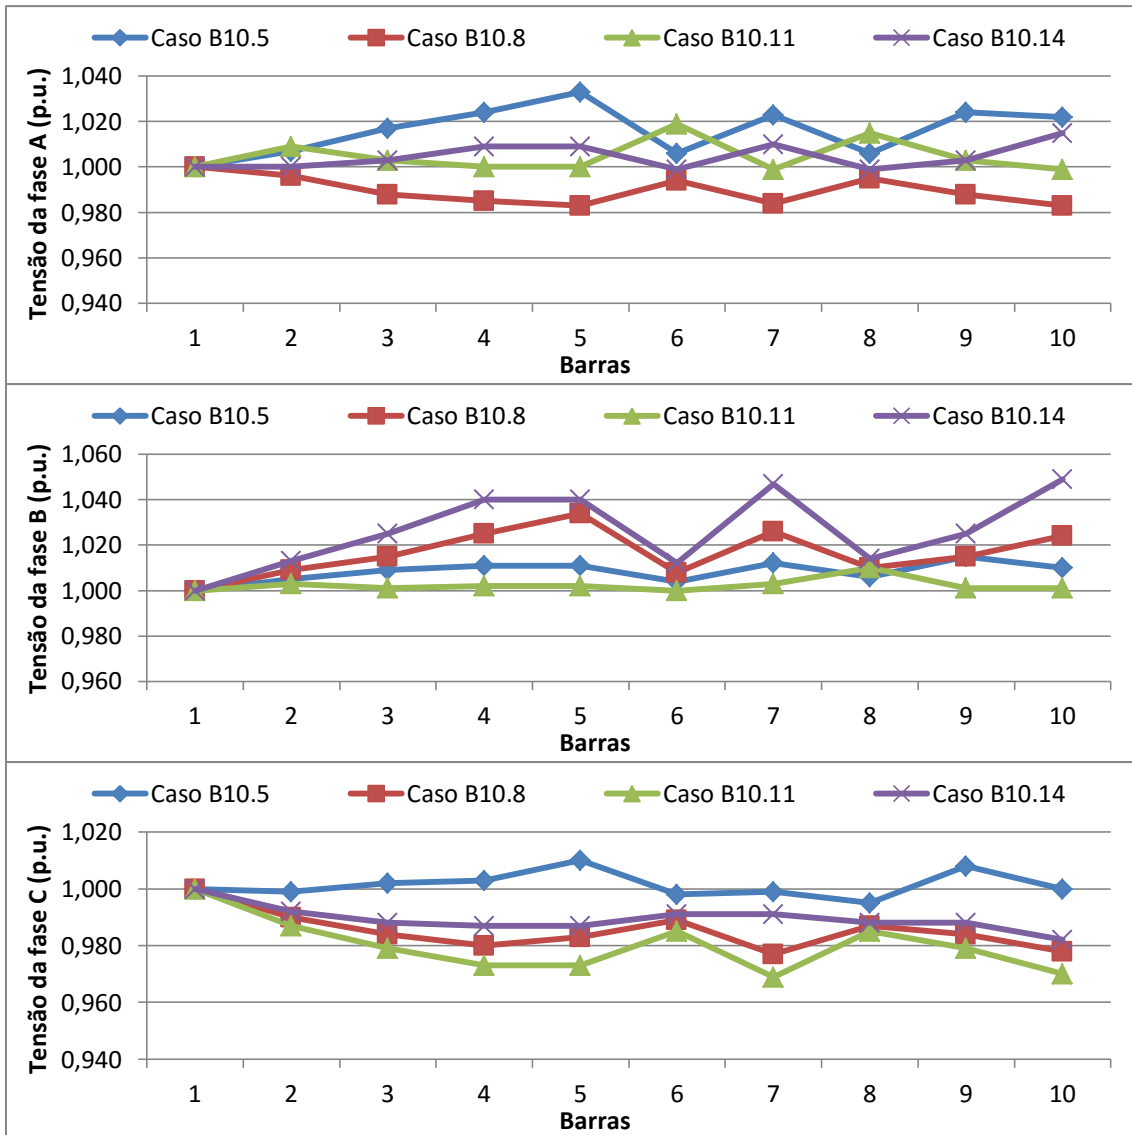 Caso B10.5 Caso B10.8 Caso B10.11 Caso B10.14
Tensão da fase A (p.u.)
1,040
1,020
1,000
0,980
0,960
0,940
1 2 3 4 5 6 7 8 9 10
Barras
Caso B10.5 Caso B10.8 Caso B10.11 Caso B10.14
Tensão da fase B (p.u.)
1,060
1,040
1,020
1,000
0,980
0,960
1 2 3 4 5 6 7 8 9 10
Barras
Caso B10.5 Caso B10.8 Caso B10.11 Caso B10.14
Tensão da fase C (p.u.)
1,020
1,000
0,980
0,960
0,940
1 2 3 4 5 6 7 8 9 10
Barras